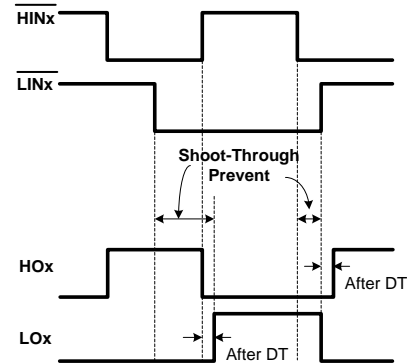 HINx
LINx
Shoot-Through
Prevent
HOx
After DT
LOx
After DT